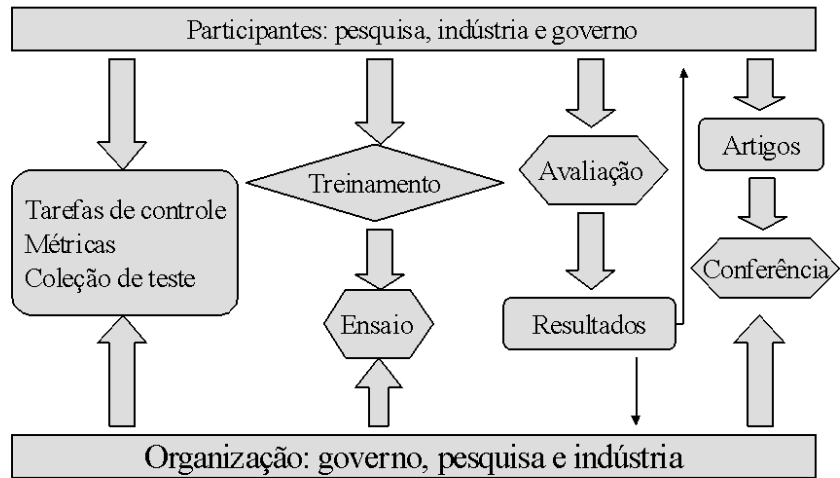 Participantes: pesquisa, indústria e governo
Tarefas de controle
Métricas
Coleção de teste
Treinamento
Ensaio
Avaliação
Resultados
Artigos
Conferência
Organização: governo, pesquisa e indústria